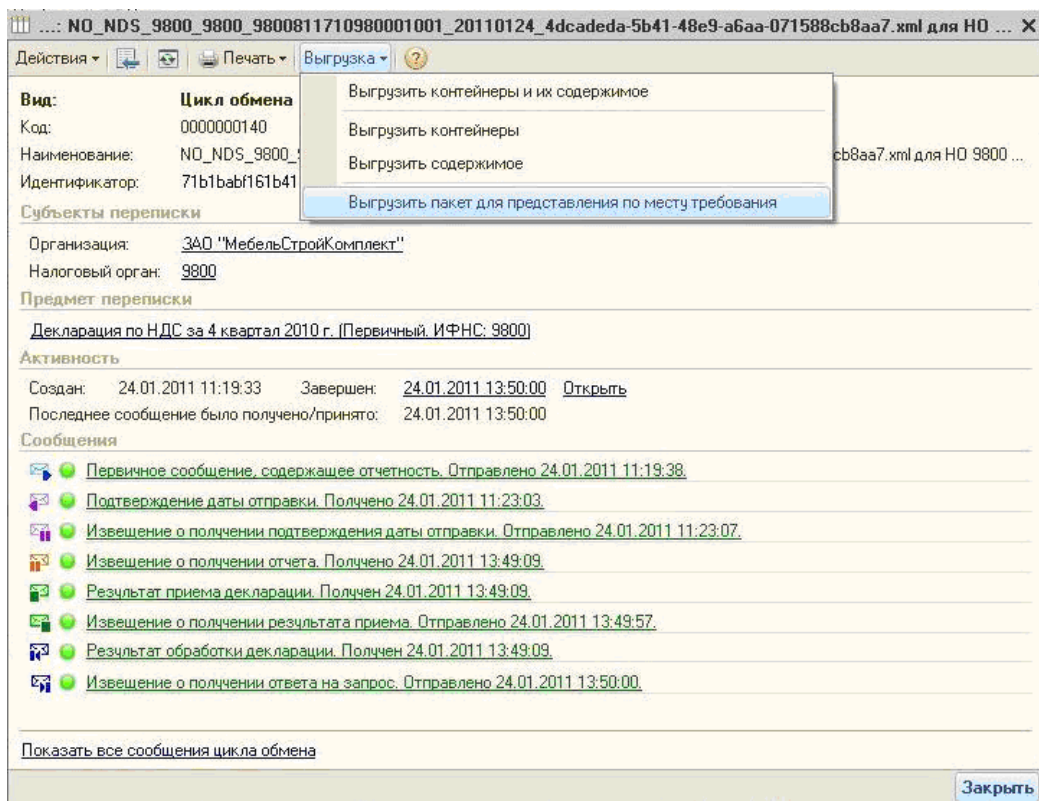 ...: NO_NDS_9800_9800_9800811710980001001_20110124_4dcadeda-5b41-48e9-a6aa-071588cb8aa7.xml для НО ...
Действия Печать Выгрузка ?
Выгрузить контейнеры и их содержимое
Выгрузить контейнеры
Выгрузить содержимое
Выгрузить пакет для представления по месту требования
Вид: Цикл обмена
Код: 0000000140
Наименование: NO_NDS_9800_ cb8aa7.xml для НО 9800 ...
Идентификатор: 71b1babf161b41
Субъекты переписки
Организация: ЗАО "МебельСтройКомплект"
Налоговый орган: 9800
Предмет переписки
Декларация по НДС за 4 квартал 2010 г. (Первичный. ИФНС: 9800)
Активность
Создан: 24.01.2011 11:19:33 Завершен: 24.01.2011 13:50:00 Открыть
Последнее сообщение было получено/принято: 24.01.2011 13:50:00
Сообщения
Первичное сообщение, содержащее отчетность. Отправлено 24.01.2011 11:19:38.
Подтверждение даты отправки. Получено 24.01.2011 11:23:03.
Извещение о получении подтверждения даты отправки. Отправлено 24.01.2011 11:23:07.
Извещение о получении отчета. Получено 24.01.2011 13:49:09.
Результат приема декларации. Получен 24.01.2011 13:49:09.
Извещение о получении результата приема. Отправлено 24.01.2011 13:49:57.
Результат обработки декларации. Получен 24.01.2011 13:49:09.
Извещение о получении ответа на запрос. Отправлено 24.01.2011 13:50:00.
Показать все сообщения цикла обмена
Закрыть